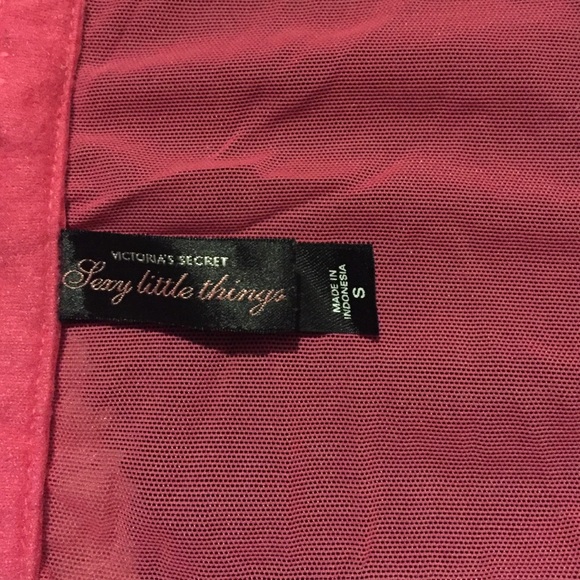 VICTORIA'S SECRET
Sexy little things
MADE IN
INDONESIA
S